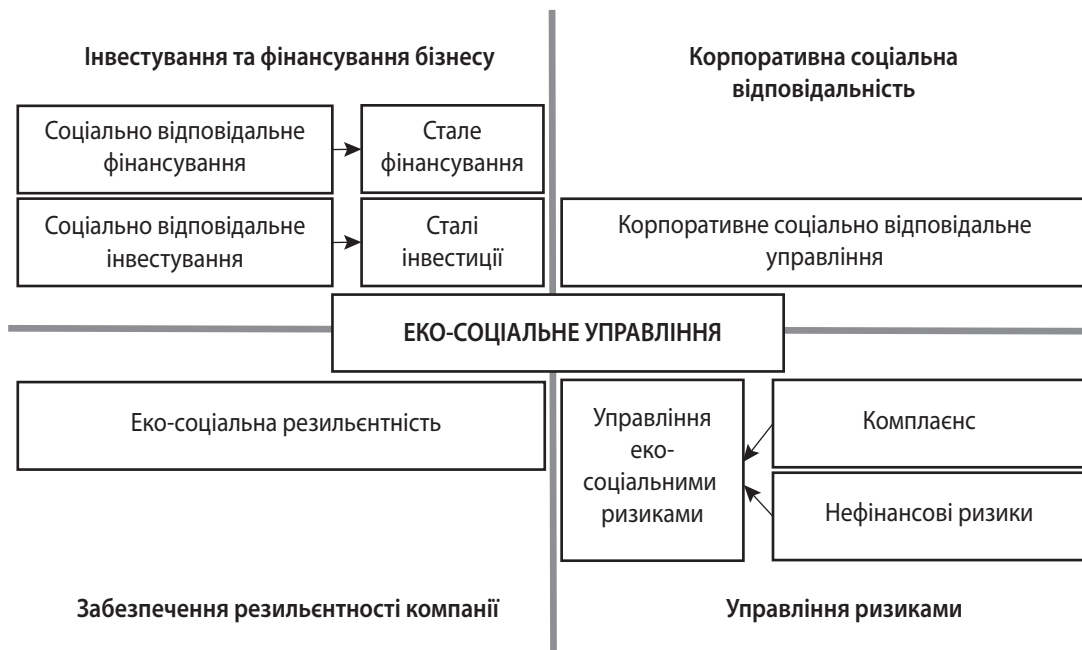 Інвестування та фінансування бізнесу
Корпоративна соціальна
відповідальність
Соціально відповідальне
фінансування
Стале
фінансування
Соціально відповідальне
інвестування
Сталі
інвестиції
Корпоративне соціально відповідальне
управління
ЕКО-СОЦІАЛЬНЕ УПРАВЛІННЯ
Еко-соціальна резильєнтність
Управління
еко-
соціальними
ризиками
Комплаєнс
Нефінансові ризики
Забезпечення резильєнтності компанії
Управління ризиками